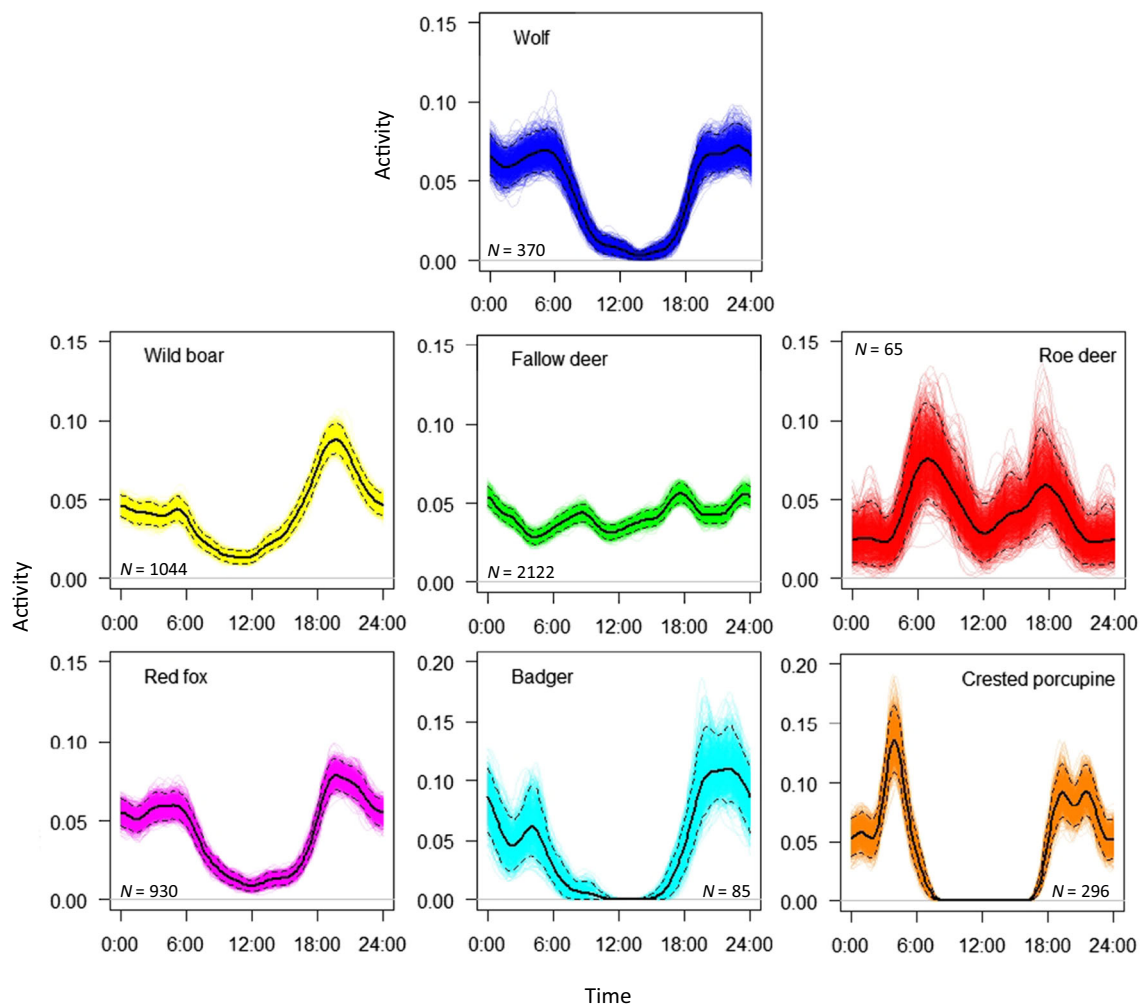 Wolf
Activity
0.15
0.10
0.05
0.00
N = 370
0:00 6:00 12:00 18:00 24:00
Wild boar
0.15
0.10
0.05
0.00
N = 1044
0:00 6:00 12:00 18:00 24:00
Fallow deer
0.15
0.10
0.05
0.00
N = 2122
0:00 6:00 12:00 18:00 24:00
N = 65
Roe deer
0.15
0.10
0.05
0.00
0:00 6:00 12:00 18:00 24:00
Activity
Red fox
0.15
0.10
0.05
0.00
N = 930
0:00 6:00 12:00 18:00 24:00
Badger
0.20
0.15
0.10
0.05
0.00
N = 85
0:00 6:00 12:00 18:00 24:00
Crested porcupine
0.20
0.15
0.10
0.05
0.00
N = 296
0:00 6:00 12:00 18:00 24:00
Time